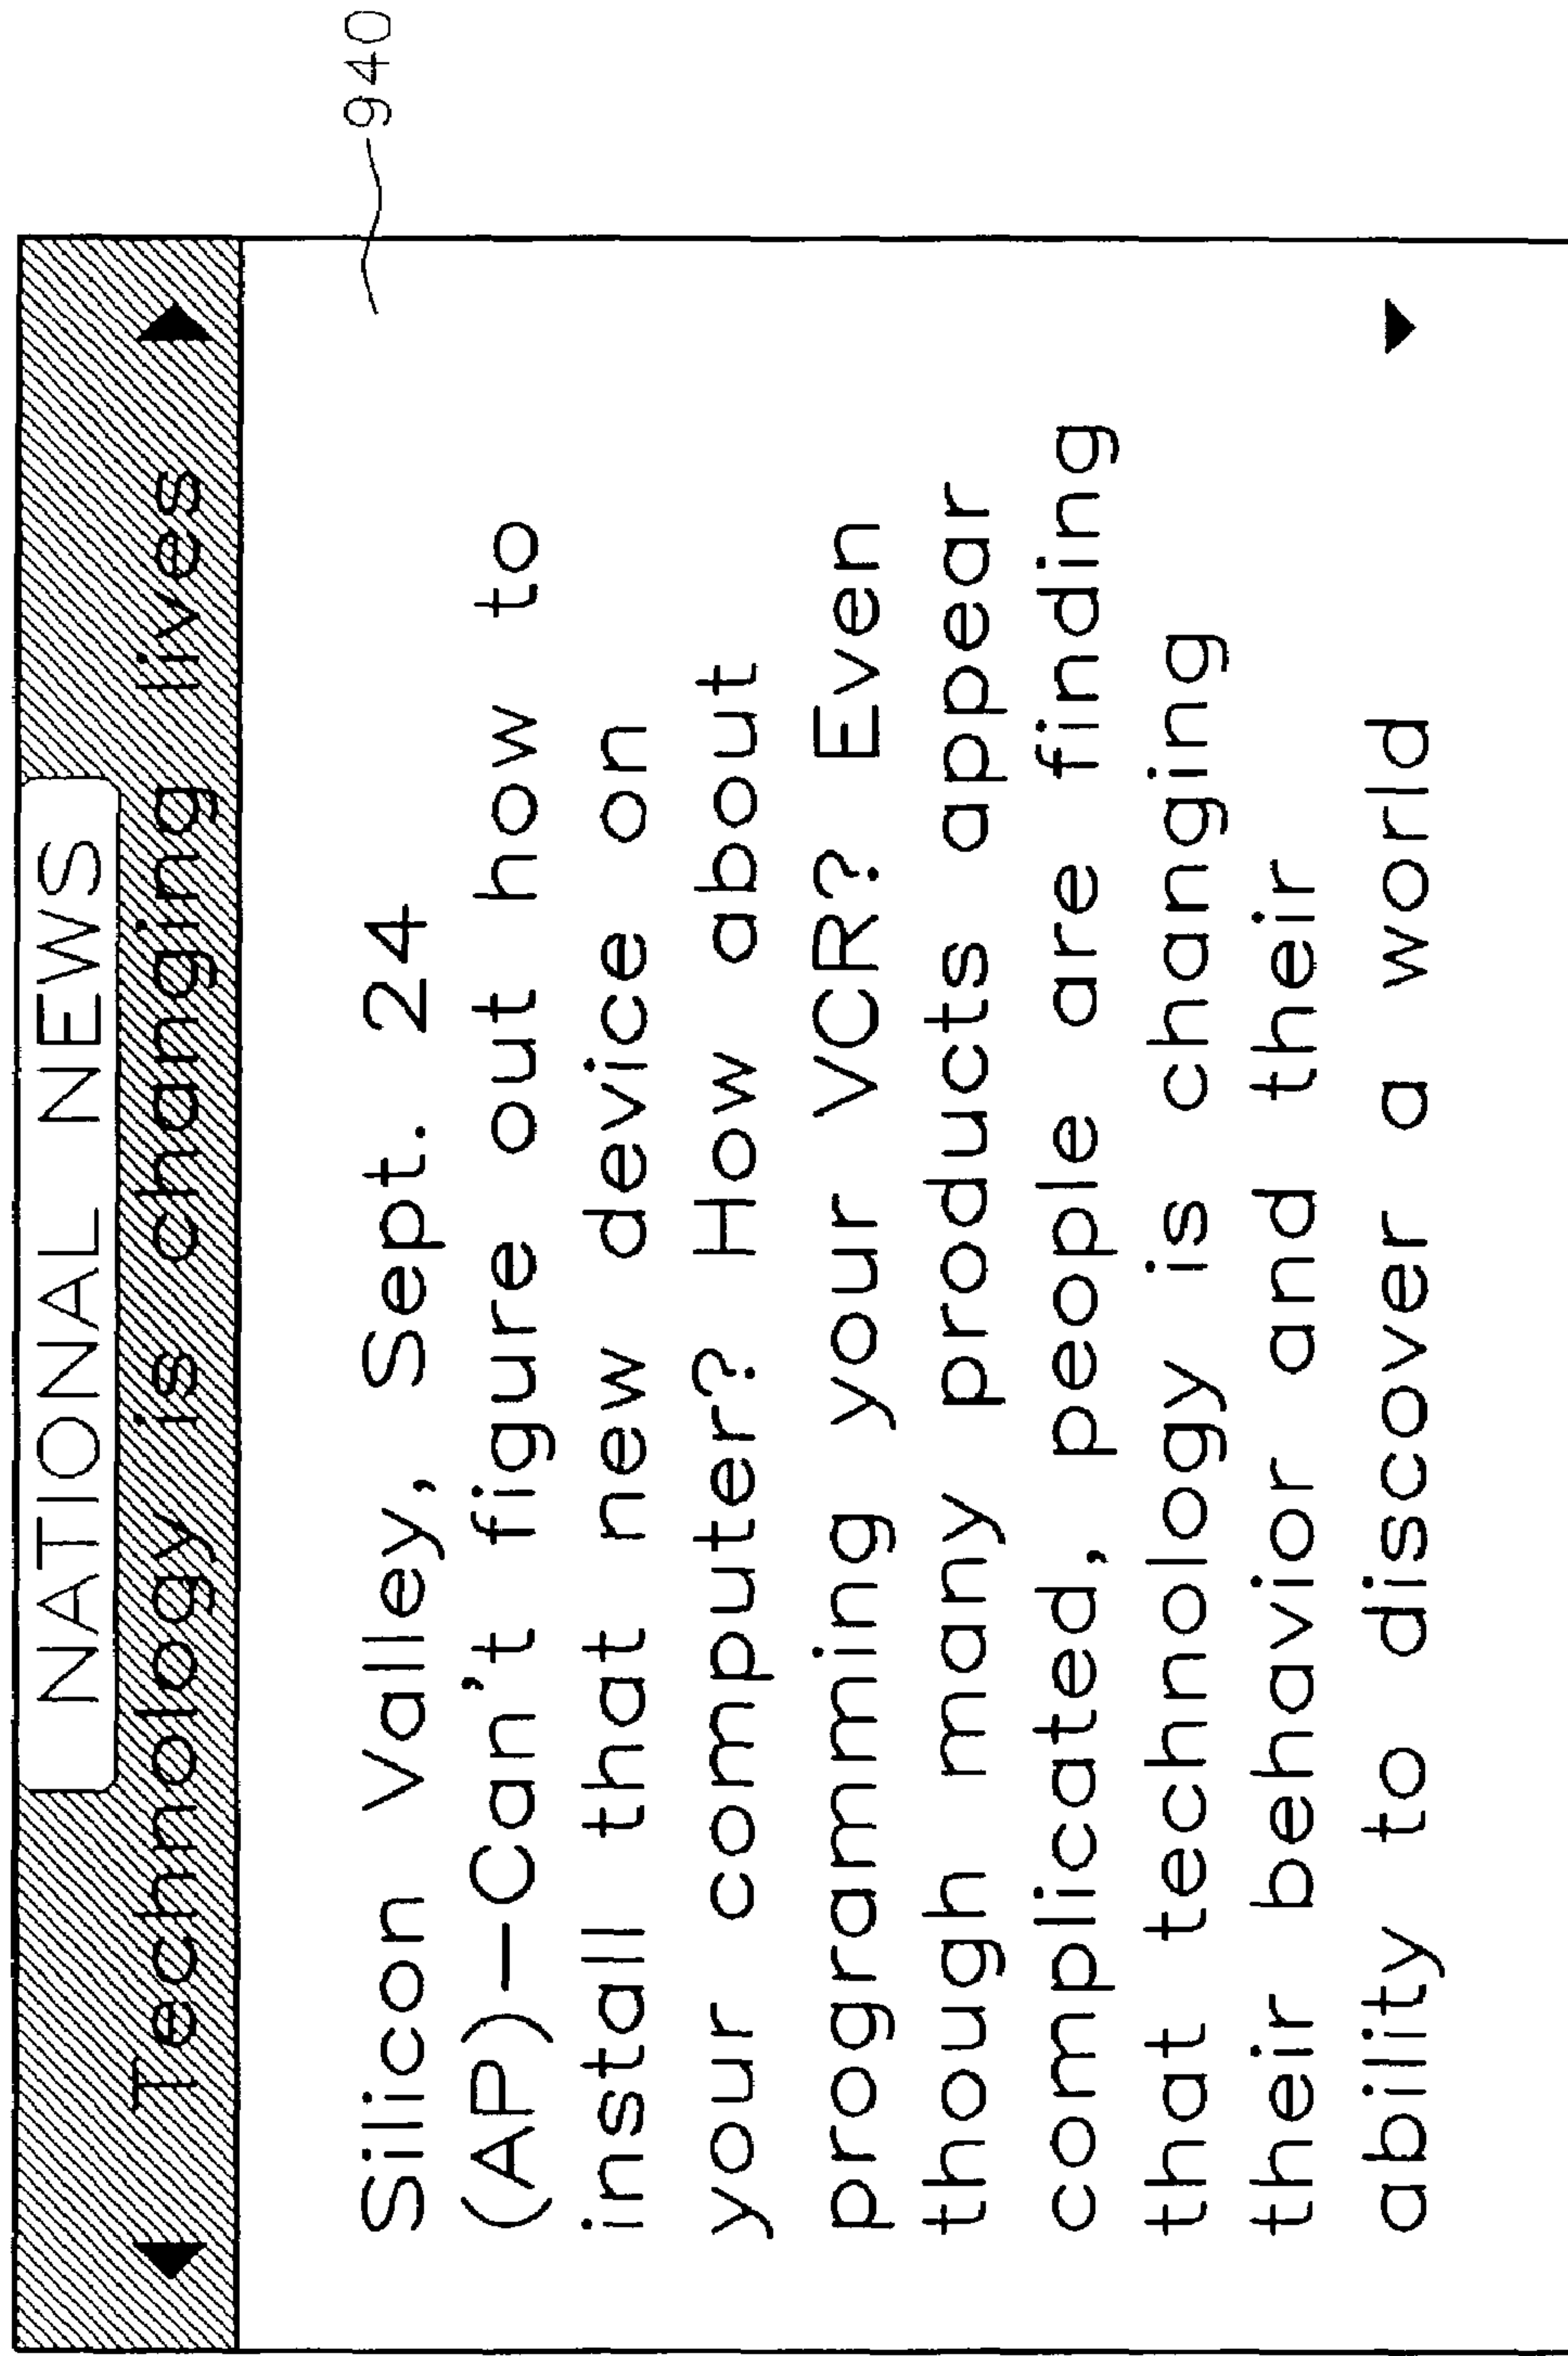 NATIONAL NEWS
Technology is changing lives
940
Silicon Valley, Sept. 24
(AP)—Can't figure out how to
install that new device on
your computer? How about
programming your VCR? Even
though many products appear
complicated, people are finding
that technology is changing
their behavior and their
ability to discover a world